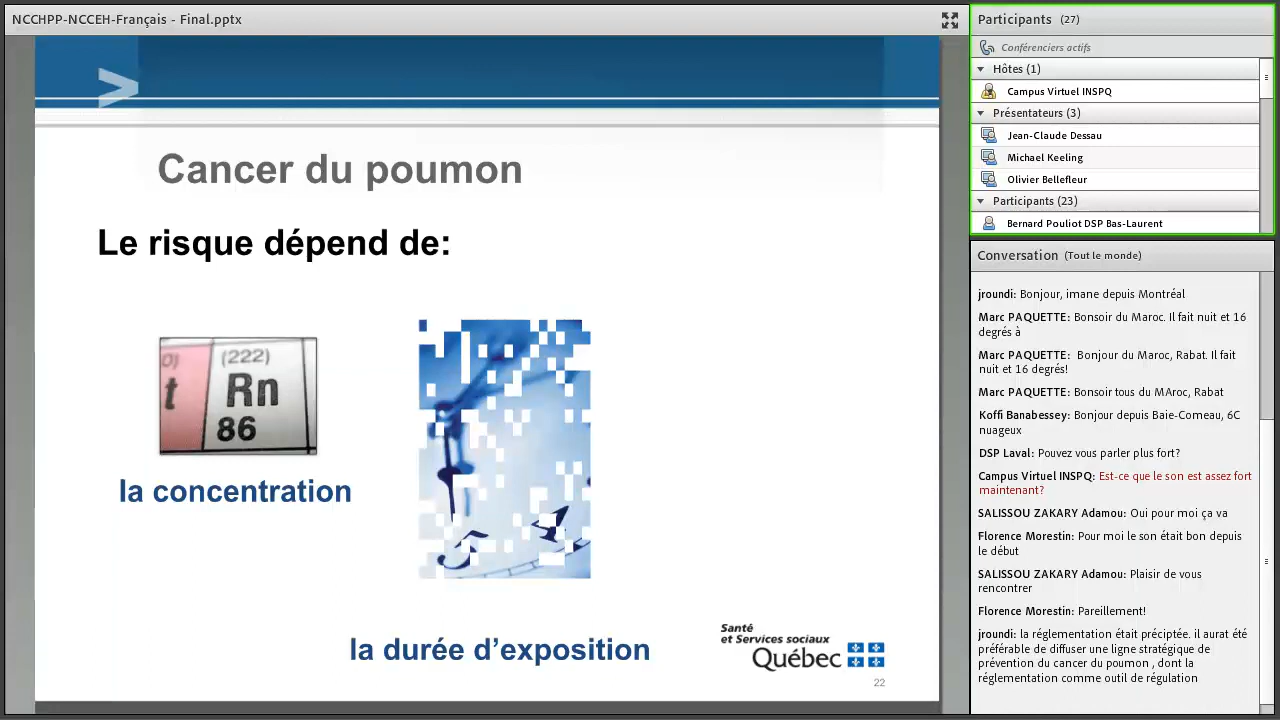 NCCHPP-NCCEH-Français - Final.pptx
>
Cancer du poumon
Le risque dépend de:
t
(222)
Rn
86
la concentration
la durée d’exposition
Santé
et Services sociaux
Québec
22
Participants (27)
Conférenciers actifs
Hôtes (1)
Campus Virtuel INSPQ
Présentateurs (3)
Jean-Claude Dessau
Michael Keeling
Olivier Bellefleur
Participants (23)
Bernard Pouliot DSP Bas-Laurent
Conversation (Tout le monde)
jroundi: Bonjour, imane depuis Montréal
Marc PAQUETTE: Bonsoir du Maroc. Il fait nuit et 16
degrés à
Marc PAQUETTE: Bonjour du Maroc, Rabat. Il fait
nuit et 16 degrés!
Marc PAQUETTE: Bonsoir tous du MAroc, Rabat
Koffi Banabessey: Bonjour depuis Baie-Comeau, 6C
nuageux
DSP Laval: Pouvez vous parler plus fort?
Campus Virtuel INSPQ: Est-ce que le son est assez fort
maintenant?
SALISSOU ZAKARY Adamou: Oui pour moi ça va
Florence Morestin: Pour moi le son était bon depuis
le début
SALISSOU ZAKARY Adamou: Plaisir de vous
rencontrer
Florence Morestin: Pareillement!
jroundi: la réglementation était préciptée. il aurat été
préférable de diffuser une ligne stratégique de
prévention du cancer du poumon , dont la
réglementation comme outil de régulation